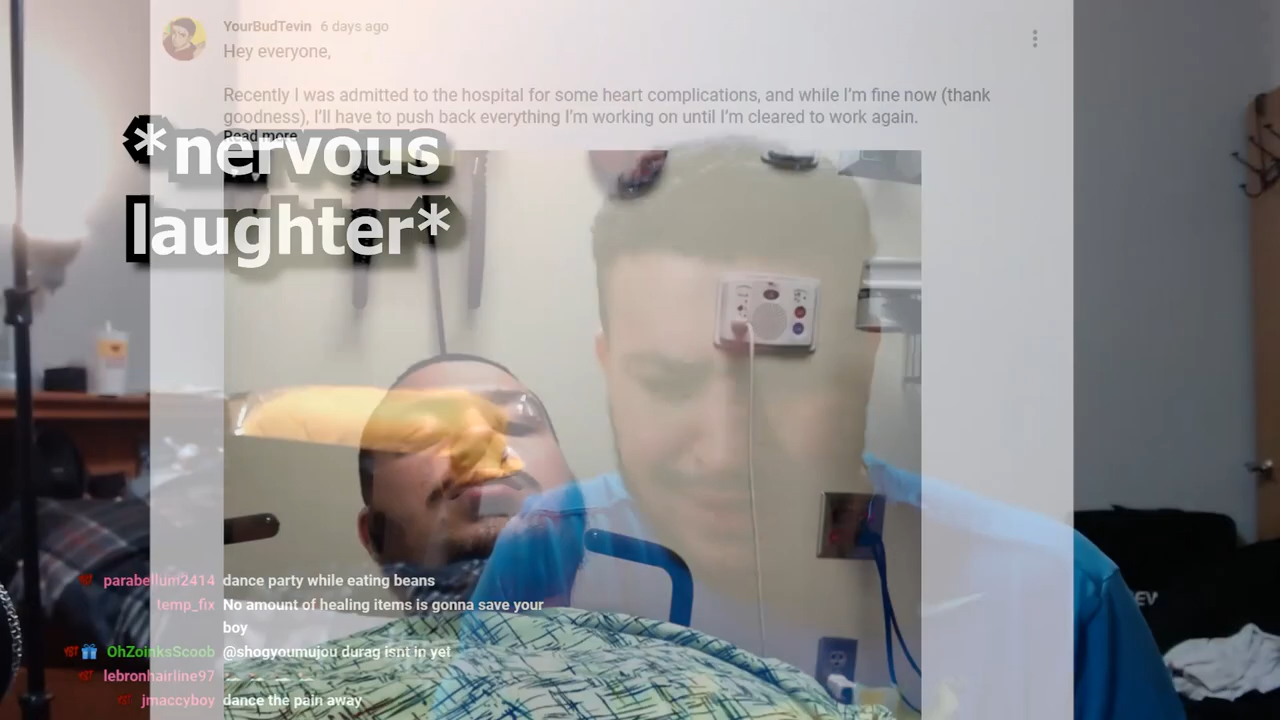 YourBudTevin 6 days ago
Hey everyone,
Recently I was admitted to the hospital for some heart complications, and while I'm fine now (thank
goodness), I'll have to push back everything I'm working on until I'm cleared to work again.
Read more
*nervous
laughter*
parabellum2414 dance party while eating beans
temp_fix No amount of healing items is gonna save your
boy
OhZoinksScoob @shogyoumujou durag isnt in yet
lebronhairline97
jmaccyboy dance the pain away